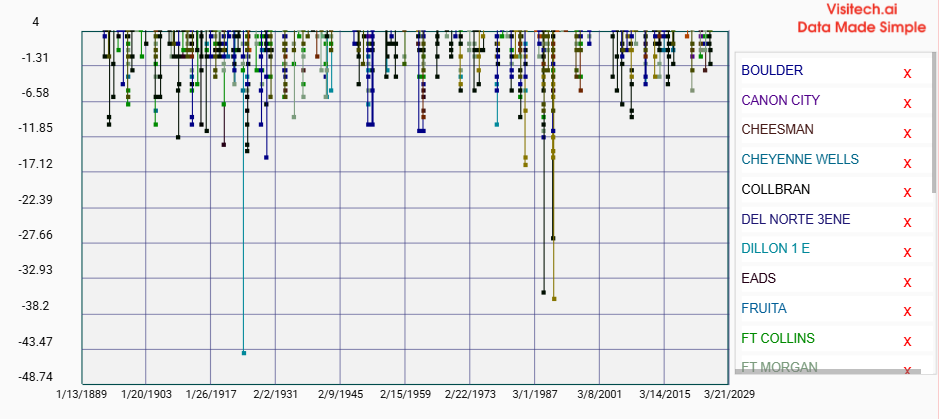 Visitech.ai
Data Made Simple
4
-1.31
-6.58
-11.85
-17.12
-22.39
-27.66
-32.93
-38.2
-43.47
-48.74
1/13/1889 1/20/1903 1/26/1917 2/2/1931 2/9/1945 2/15/1959 2/22/1973 3/1/1987 3/8/2001 3/14/2015 3/21/2029
BOULDER X
CANON CITY X
CHEESMAN X
CHEYENNE WELLS X
COLLBRAN X
DEL NORTE 3ENE X
DILLON 1 E X
EADS X
FRUITA X
FT COLLINS X
FT MORGAN X